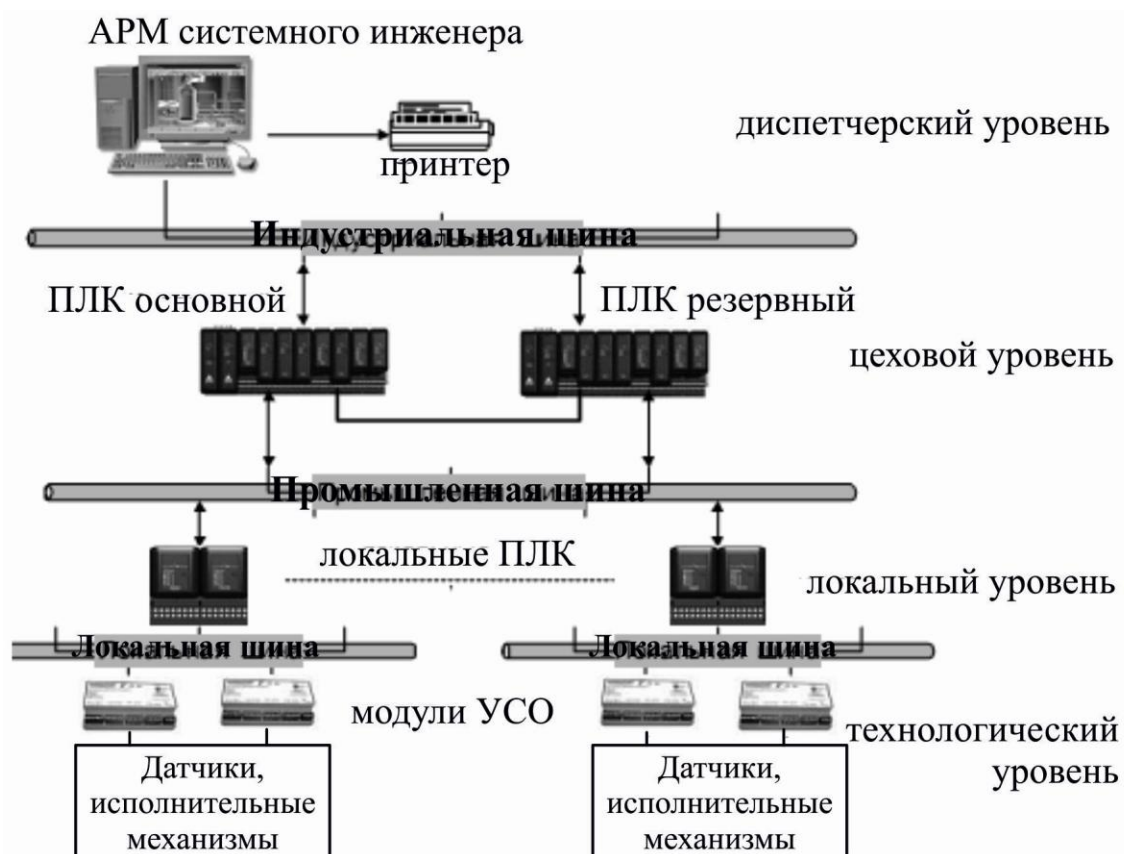 АРМ системного инженера
принтер
диспетчерский уровень
Индустриальная шина
ПЛК основной
ПЛК резервный
цеховой уровень
Промышленная шина
локальные ПЛК
локальный уровень
Локальная шина
Локальная шина
модули УСО
технологический
уровень
Датчики,
исполнительные
механизмы
Датчики,
исполнительные
механизмы